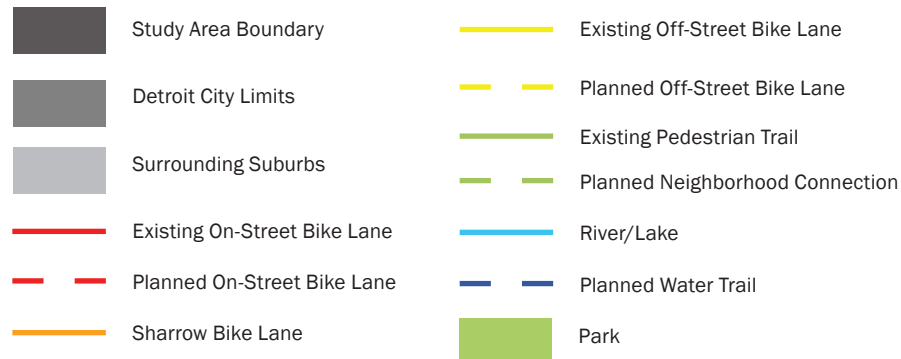 Study Area Boundary
Detroit City Limits
Surrounding Suburbs
Existing On-Street Bike Lane
Planned On-Street Bike Lane
Sharrow Bike Lane
Existing Off-Street Bike Lane
Planned Off-Street Bike Lane
Existing Pedestrian Trail
Planned Neighborhood Connection
River/Lake
Planned Water Trail
Park